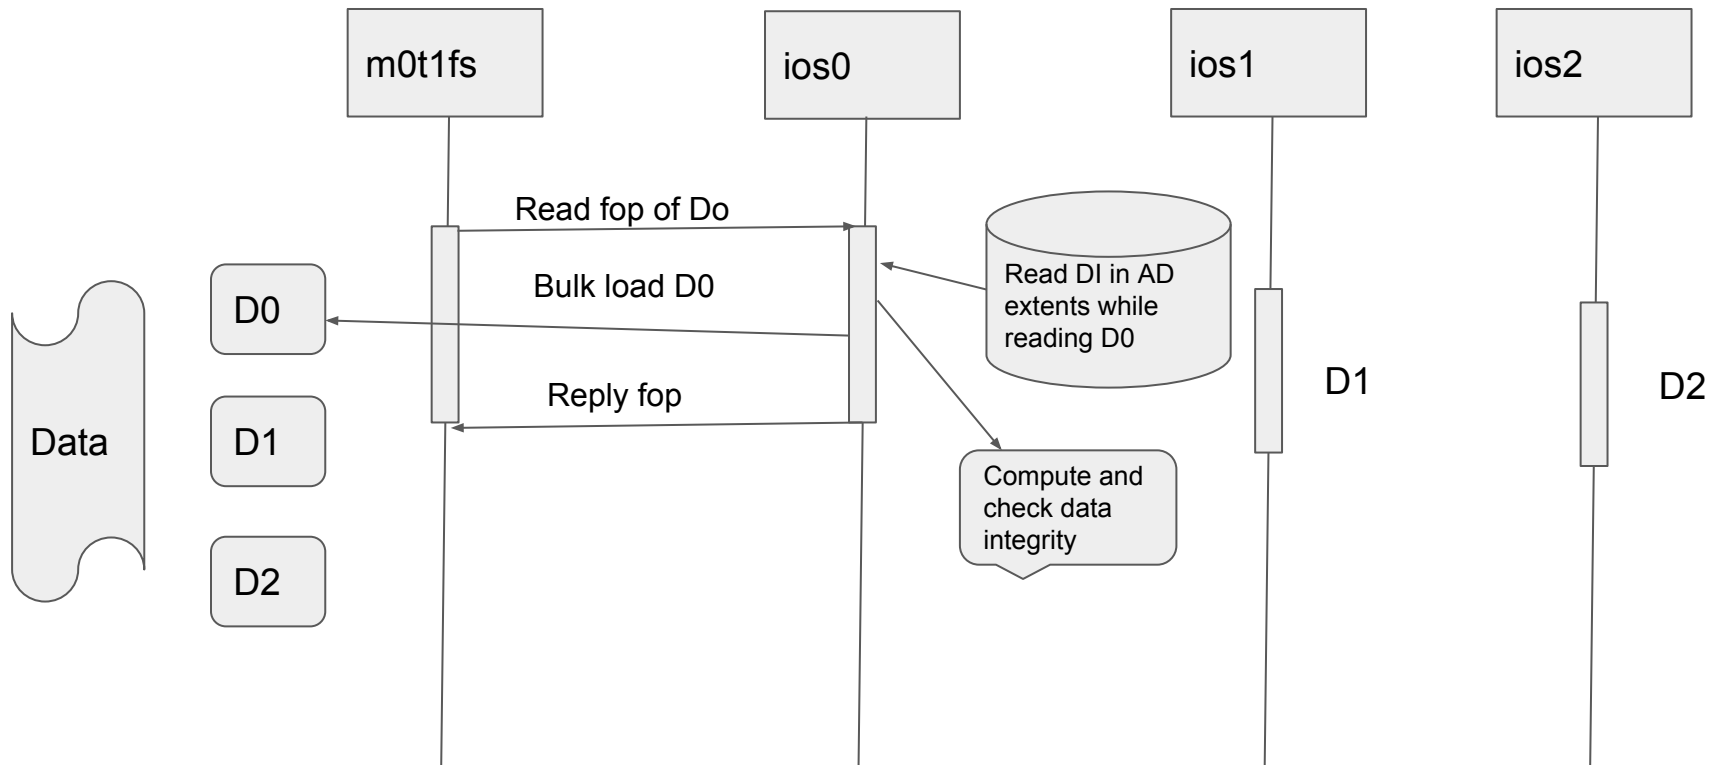 m0t1fs
ios0
ios1
ios2
Read fop of Do
Bulk load D0
Reply fop
Read DI in AD
extents while
reading D0
Compute and
check data
integrity
Data
D0
D1
D2
D1
D2